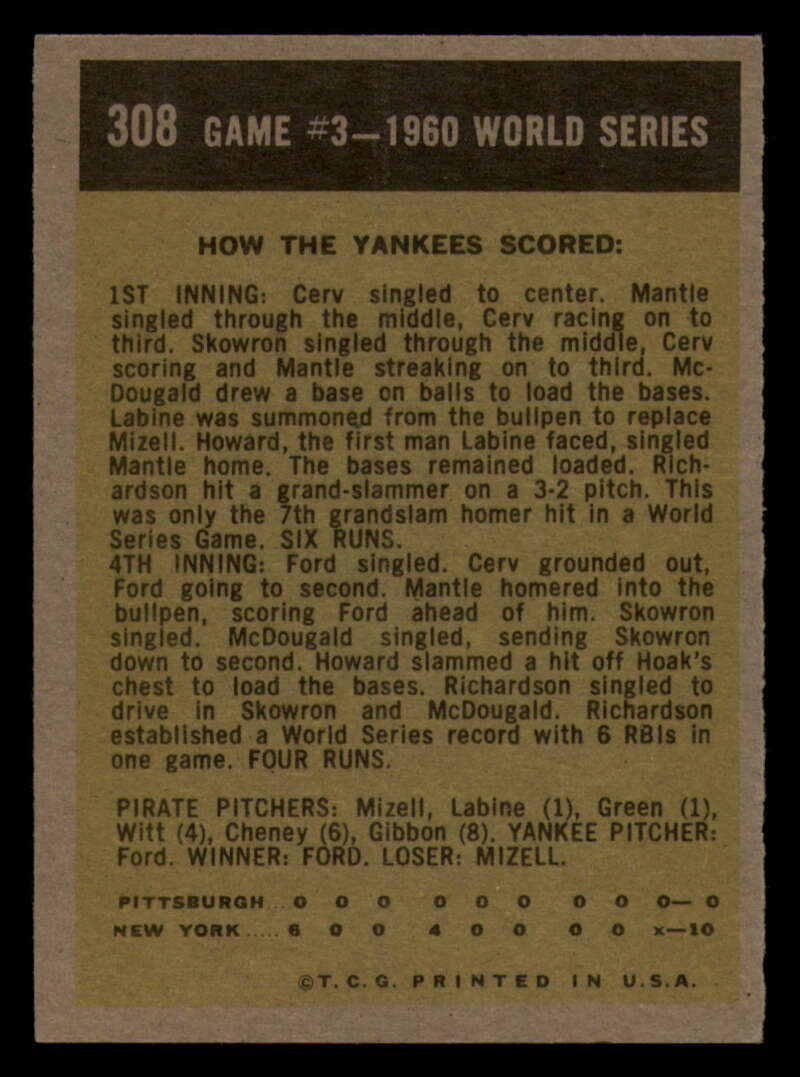 308 GAME #3—1960 WORLD SERIES
HOW THE YANKEES SCORED:
1ST INNING: Cerv singled to center. Mantle
singled through the middle, Cerv racing on to
third. Skowron singled through the middle, Cerv
scoring and Mantle streaking on to third. Mc-
Dougald drew a base on balls to load the bases.
Labine was summoned from the bullpen to replace
Mizell. Howard, the first man Labine faced, singled
Mantle home. The bases remained loaded. Rich-
ardson hit a grand-slammer on a 3-2 pitch. This
was only the 7th grandslam homer hit in a World
Series Game. SIX RUNS.
4TH INNING: Ford singled. Cerv grounded out,
Ford going to second. Mantle homered into the
bullpen, scoring Ford ahead of him. Skowron
singled. McDougald singled, sending Skowron
down to second. Howard slammed a hit off Hoak's
chest to load the bases. Richardson singled to
drive in Skowron and McDougald. Richardson
established a World Series record with 6 RBIs in
one game. FOUR RUNS.
PIRATE PITCHERS: Mizell, Labine (1), Green (1),
Witt (4), Cheney (6), Gibbon (8). YANKEE PITCHER:
Ford. WINNER: FORD. LOSER: MIZELL.
PITTSBURGH .. 0 0 0 0 0 0 0 0 0— 0
NEW YORK ..... 6 0 0 4 0 0 0 0 x—10
©T. C. G. PRINTED IN U.S.A.